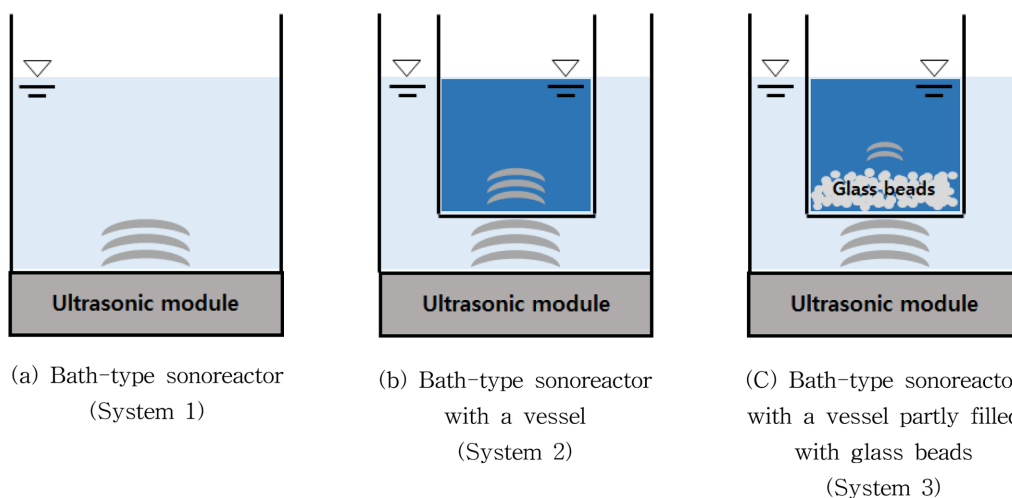 Glass beads
Ultrasonic module
Ultrasonic module
Ultrasonic module
(a) Bath-type sonoreactor
(System 1)
(b) Bath-type sonoreactor
with a vessel
(System 2)
(C) Bath-type sonoreacto
with a vessel partly filled
with glass beads
(System 3)